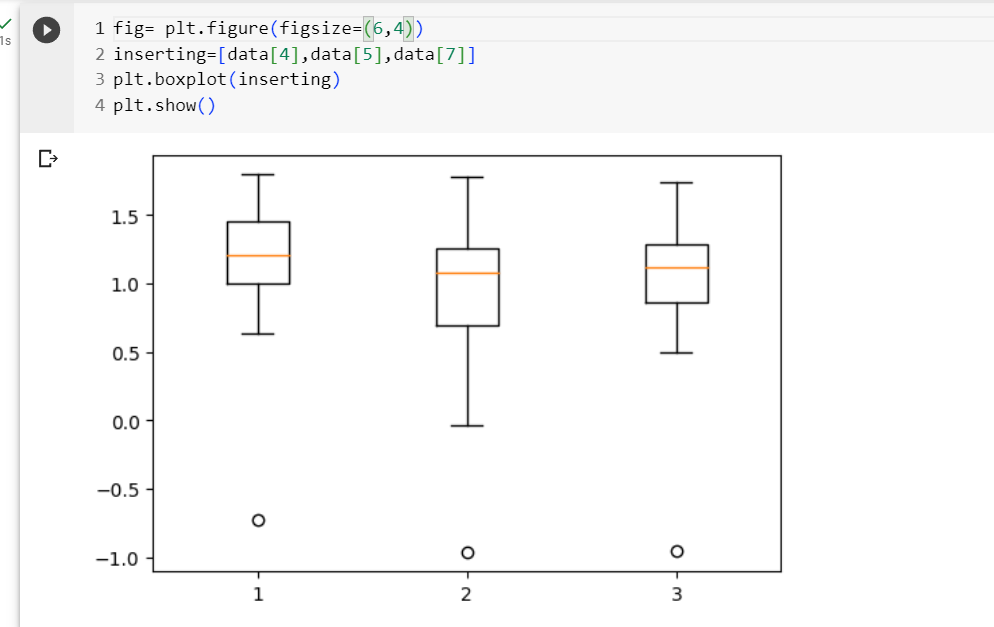 1s
1 fig= plt.figure(figsize=(6,4))
2 inserting=[data[4],data[5],data[7]]
3 plt.boxplot(inserting)
4 plt.show()
1.5
1.0
0.5
0.0
−0.5
−1.0
1 2 3